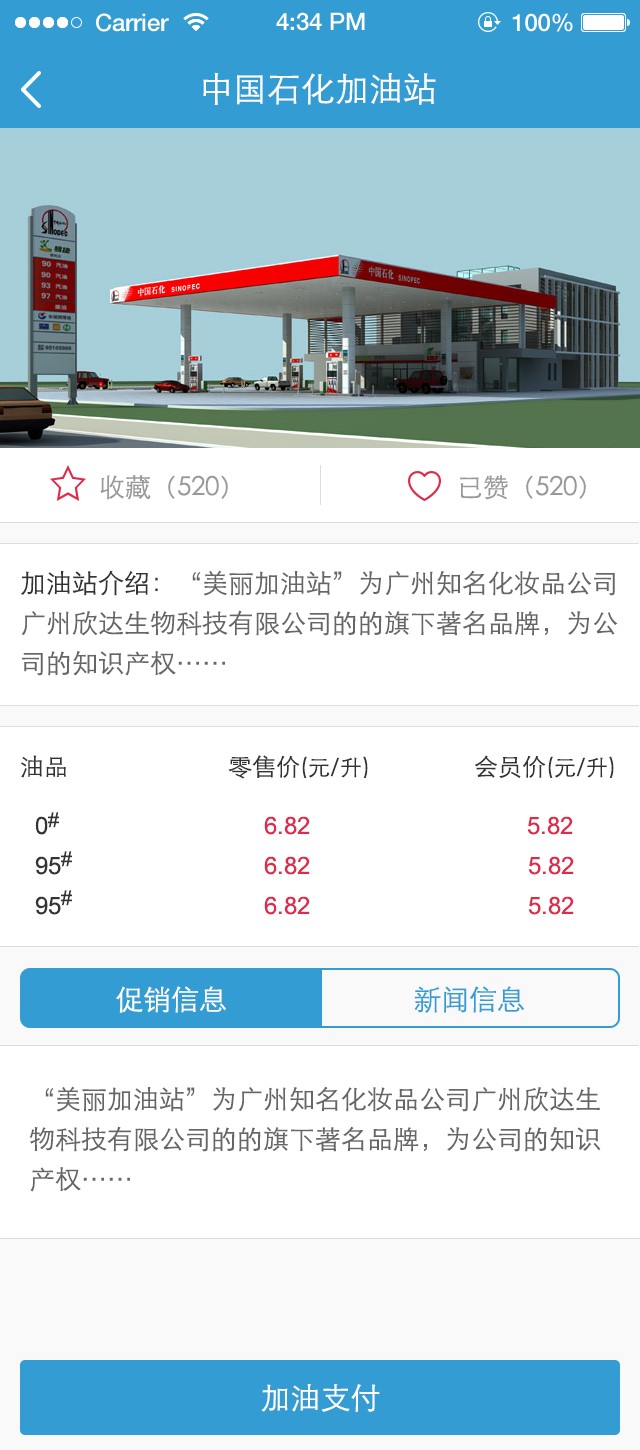 Carrier
4:34 PM
100%
中国石化加油站
SINOPEC
90 汽油
90 汽油
93 汽油
97 汽油
中国石化 SINOPEC
中国石化 SINOPEC
收藏（520）
已赞（520）
加油站介绍：“美丽加油站”为广州知名化妆品公司
广州欣达生物科技有限公司的的旗下著名品牌，为公
司的知识产权……
油品 零售价(元/升) 会员价(元/升)
0# 6.82 5.82
95# 6.82 5.82
95# 6.82 5.82
促销信息 新闻信息
“美丽加油站”为广州知名化妆品公司广州欣达生
物科技有限公司的的旗下著名品牌，为公司的知识
产权……
加油支付